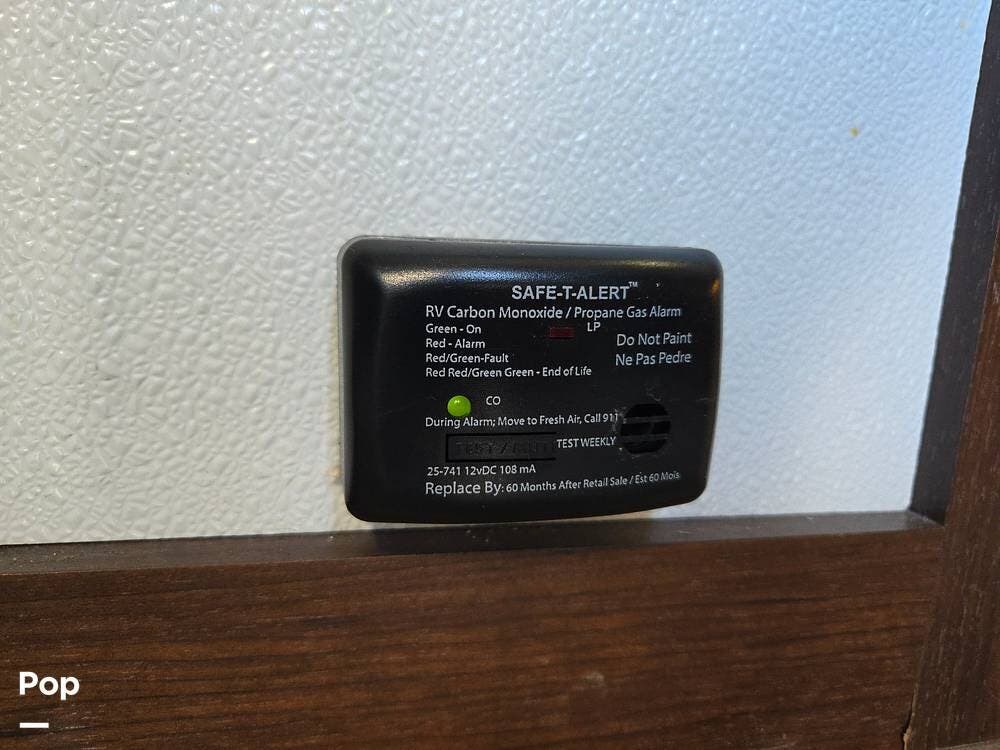 SAFE-T-ALERT™
RV Carbon Monoxide / Propane Gas Alarm
Green - On
LP
Red - Alarm
Do Not Paint
Red/Green-Fault
Ne Pas Pedre
Red Red/Green Green - End of Life
CO
During Alarm; Move to Fresh Air, Call 911
TEST WEEKLY
25-741 12vDC 108 mA
Replace By: 60 Months After Retail Sale / Est 60 Mois
Pop